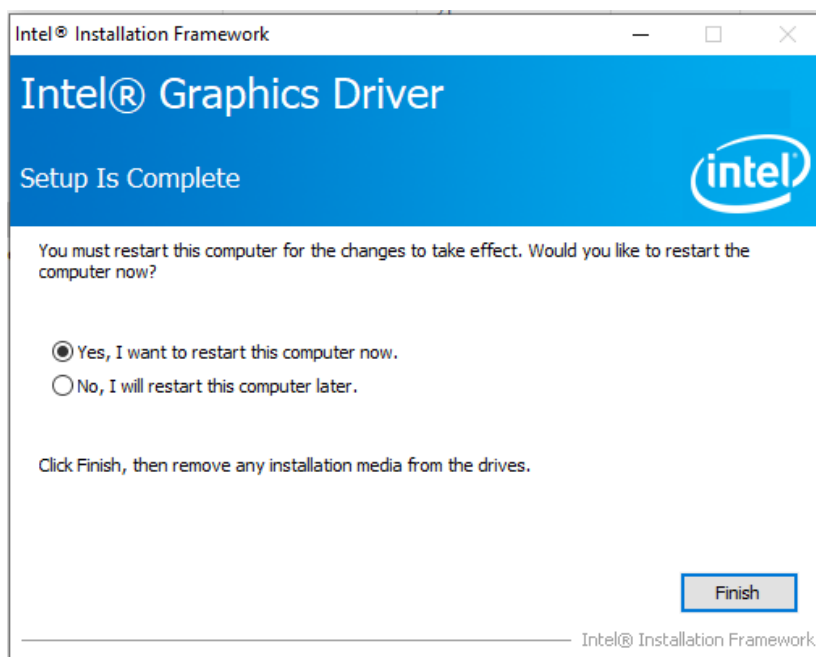 Intel® Installation Framework
Intel® Graphics Driver
Setup Is Complete
intel®
You must restart this computer for the changes to take effect. Would you like to restart the
computer now?
Yes, I want to restart this computer now.
No, I will restart this computer later.
Click Finish, then remove any installation media from the drives.
Finish
Intel® Installation Framework